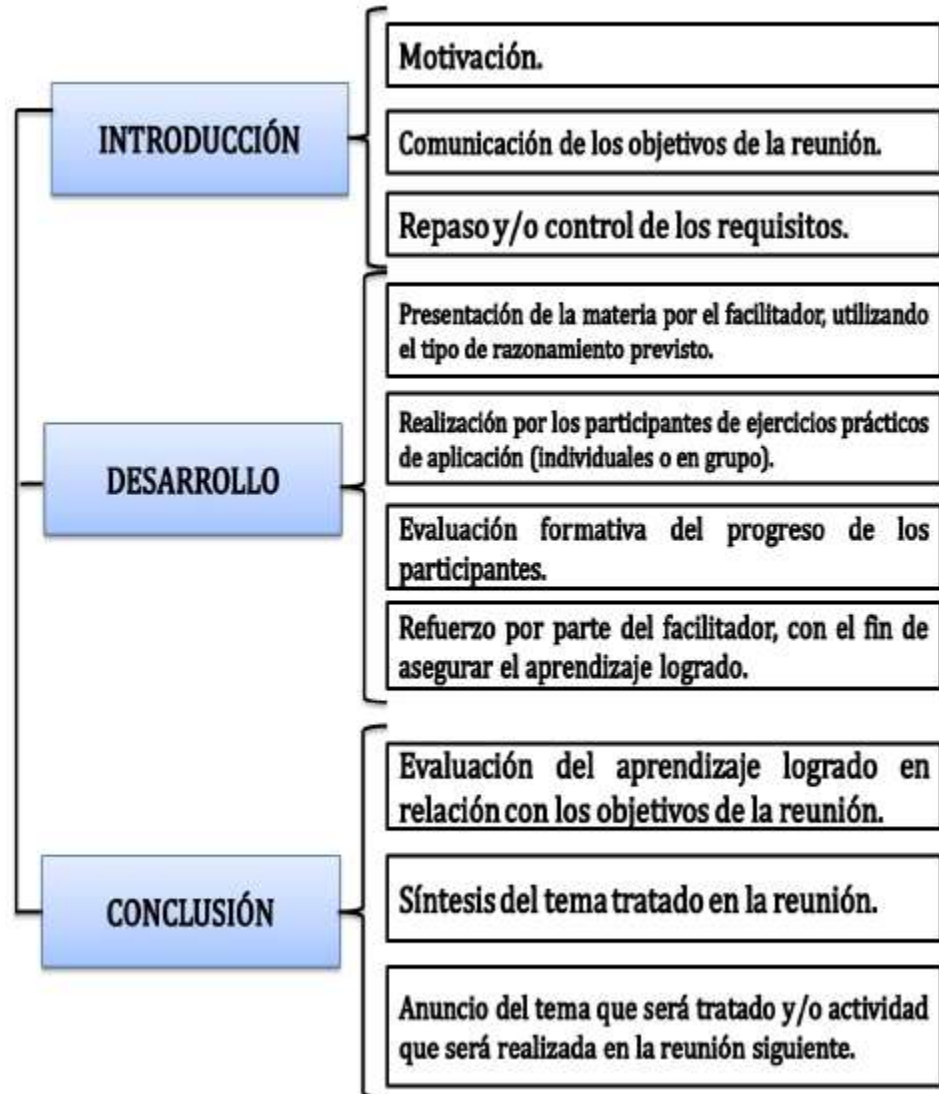 INTRODUCCIÓN
Motivación.
Comunicación de los objetivos de la reunión.
Repaso y/o control de los requisitos.
DESARROLLO
Presentación de la materia por el facilitador, utilizando
el tipo de razonamiento previsto.
Realización por los participantes de ejercicios prácticos
de aplicación (individuales o en grupo).
Evaluación formativa del progreso de los
participantes.
Refuerzo por parte del facilitador, con el fin de
asegurar el aprendizaje logrado.
CONCLUSIÓN
Evaluación del aprendizaje logrado en
relación con los objetivos de la reunión.
Síntesis del tema tratado en la reunión.
Anuncio del tema que será tratado y/o actividad
que será realizada en la reunión siguiente.